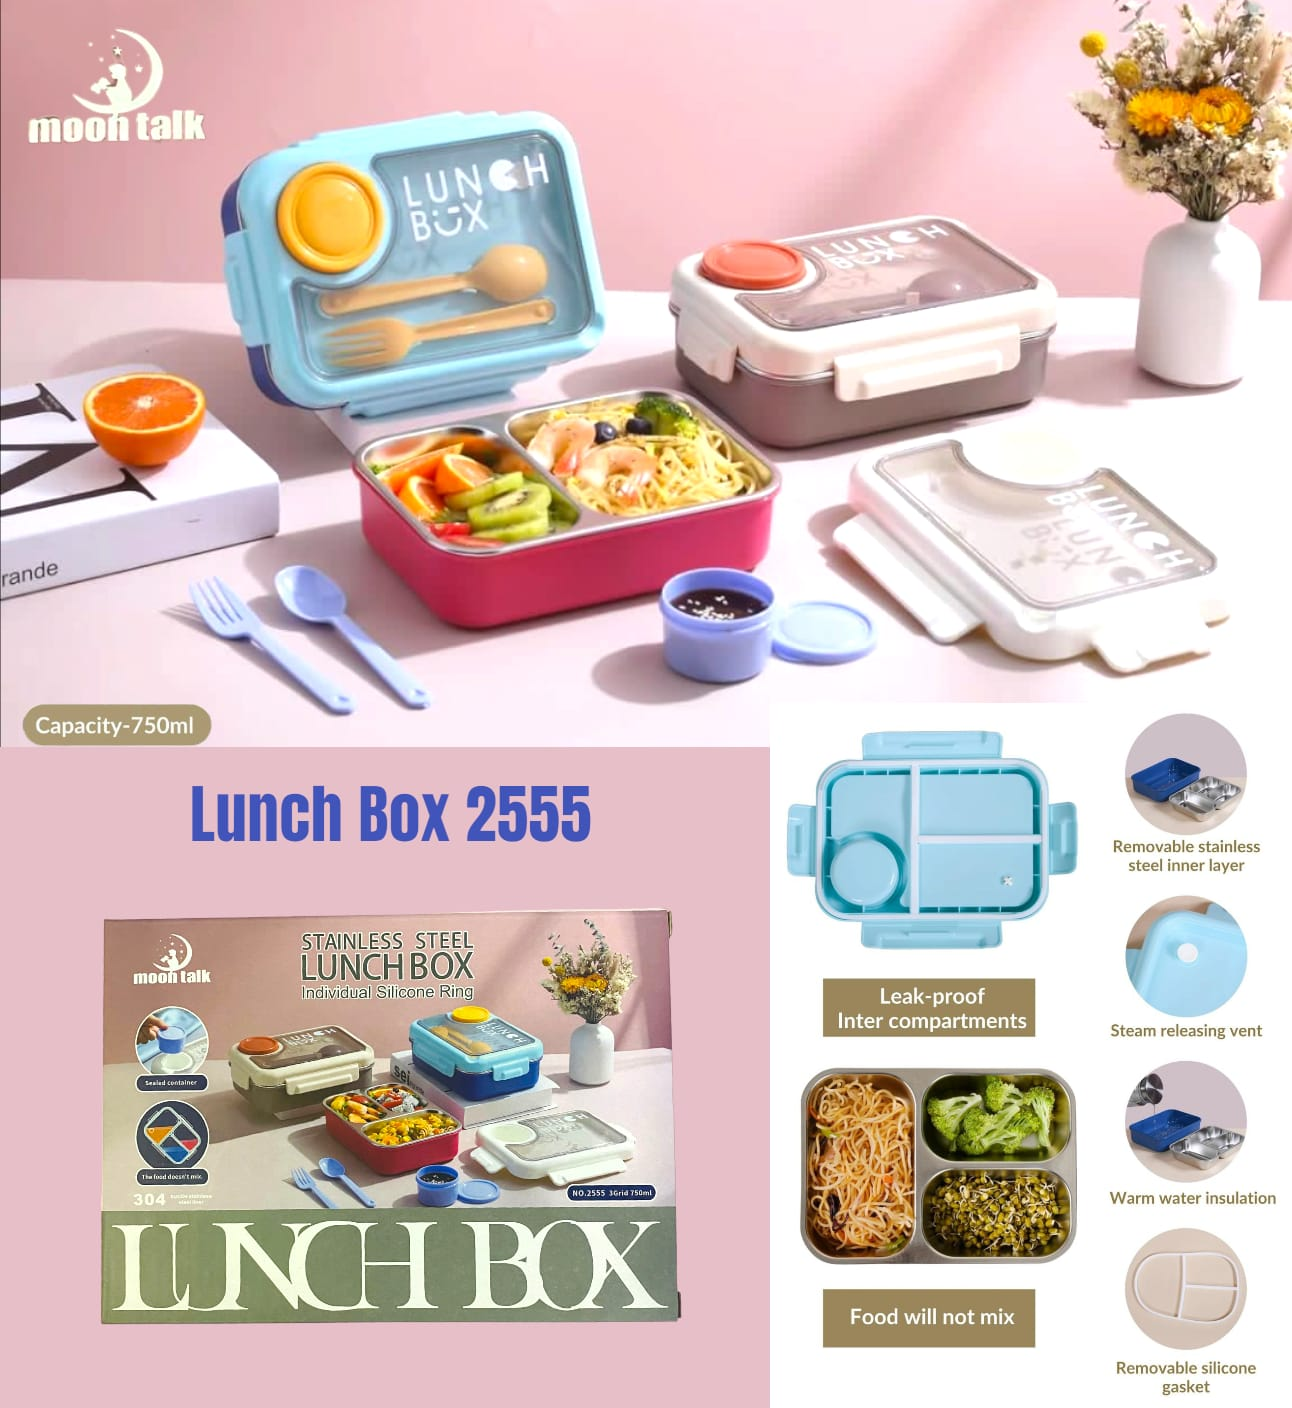 moon talk
LUNCH
BOX
LUNCH
BOX
LUNCH
BOX
rande
Capacity-750ml
Lunch Box 2555
moon talk
STAINLESS STEEL
LUNCH BOX
Individual Silicone Ring
Sealed container
The food doesn't mix
304
NO.2555 3Grid 750ml
LUNCH BOX
Leak-proof
Inter compartments
Food will not mix
Removable stainless
steel inner layer
Steam releasing vent
Warm water insulation
Removable silicone
gasket